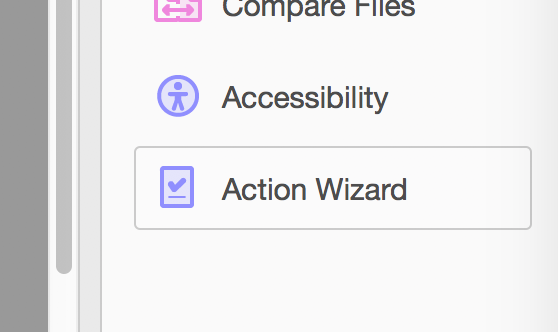 Compare Files
Accessibility
Action Wizard